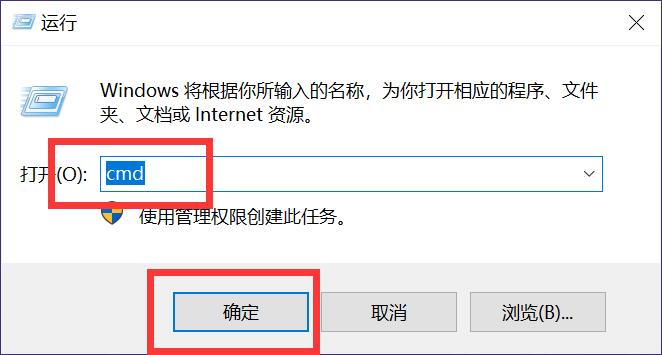 运行
Windows 将根据你所输入的名称，为你打开相应的程序、文件
夹、文档或 Internet 资源。
打开(O): cmd
使用管理权限创建此任务。
确定 取消 浏览(B)...